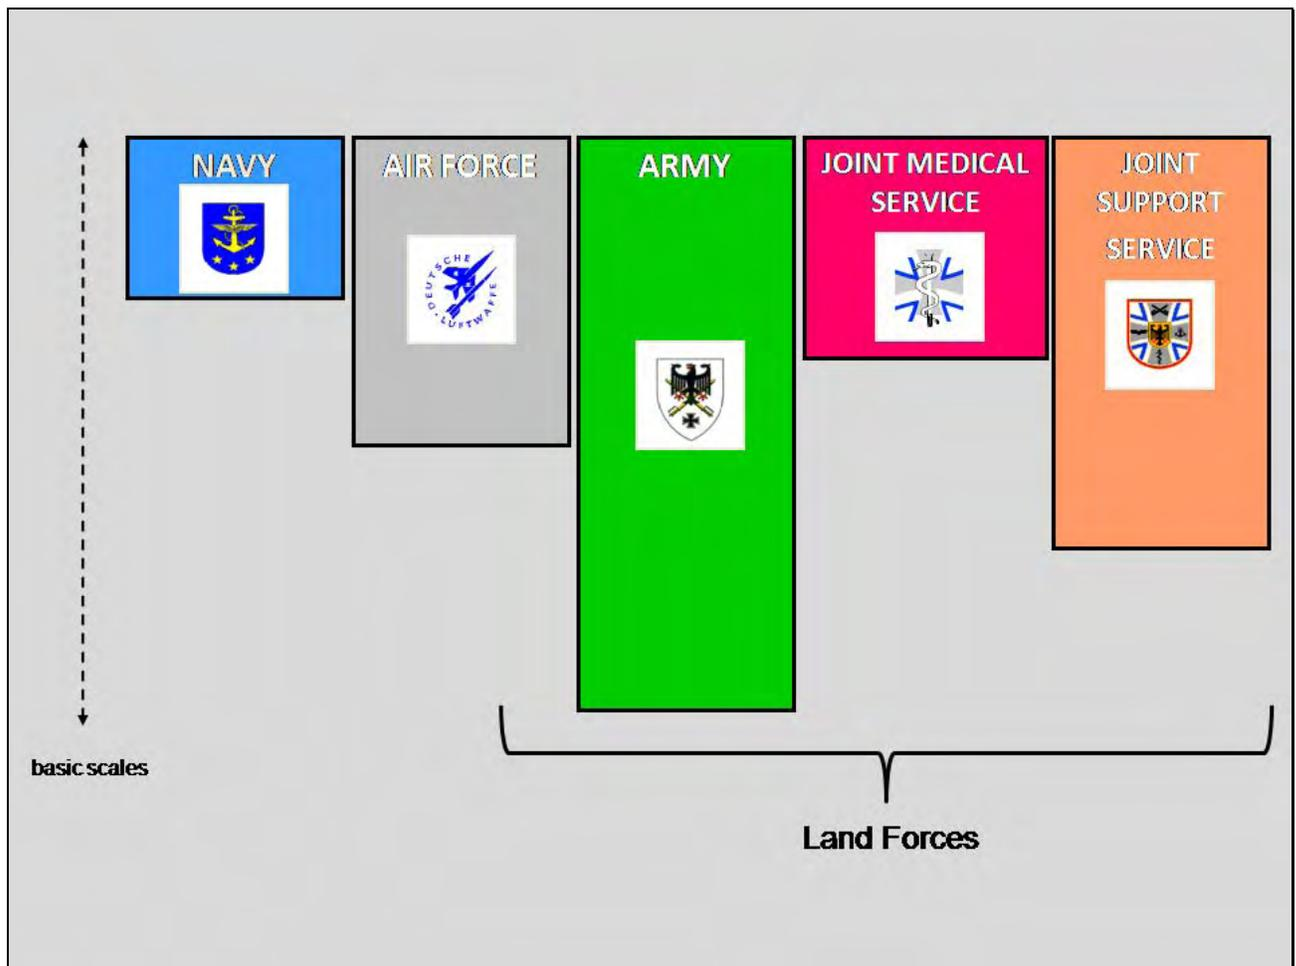 NAVY
AIR FORCE
DEUTSCHE
LUFTWAFFE
ARMY
JOINT MEDICAL
SERVICE
JOINT
SUPPORT
SERVICE
basic scales
Land Forces